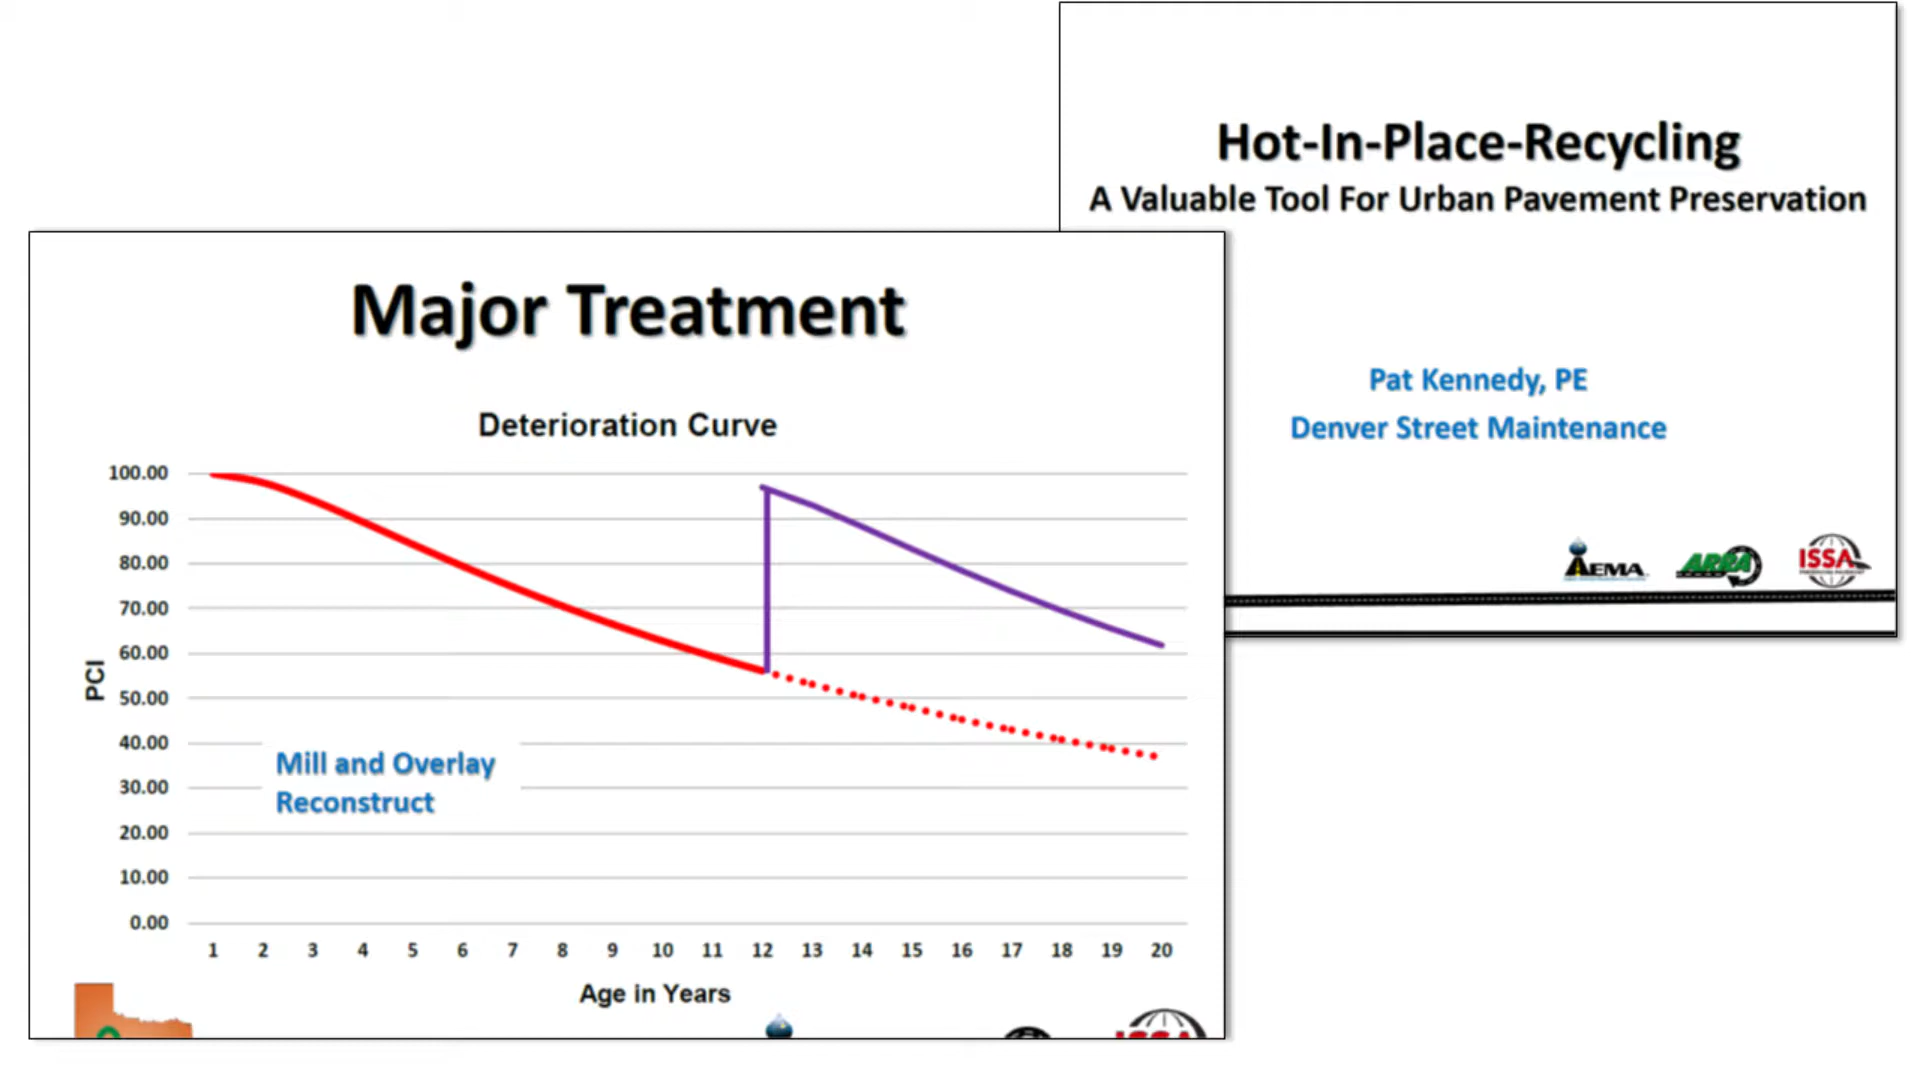 Hot-In-Place-Recycling
A Valuable Tool For Urban Pavement Preservation
Pat Kennedy, PE
Denver Street Maintenance
AEMA
ARRA
ISSA
Major Treatment
Deterioration Curve
100.00
90.00
80.00
70.00
60.00
50.00
40.00
30.00
20.00
10.00
0.00
PCI
Mill and Overlay
Reconstruct
1 2 3 4 5 6 7 8 9 10 11 12 13 14 15 16 17 18 19 20
Age in Years
ISSA